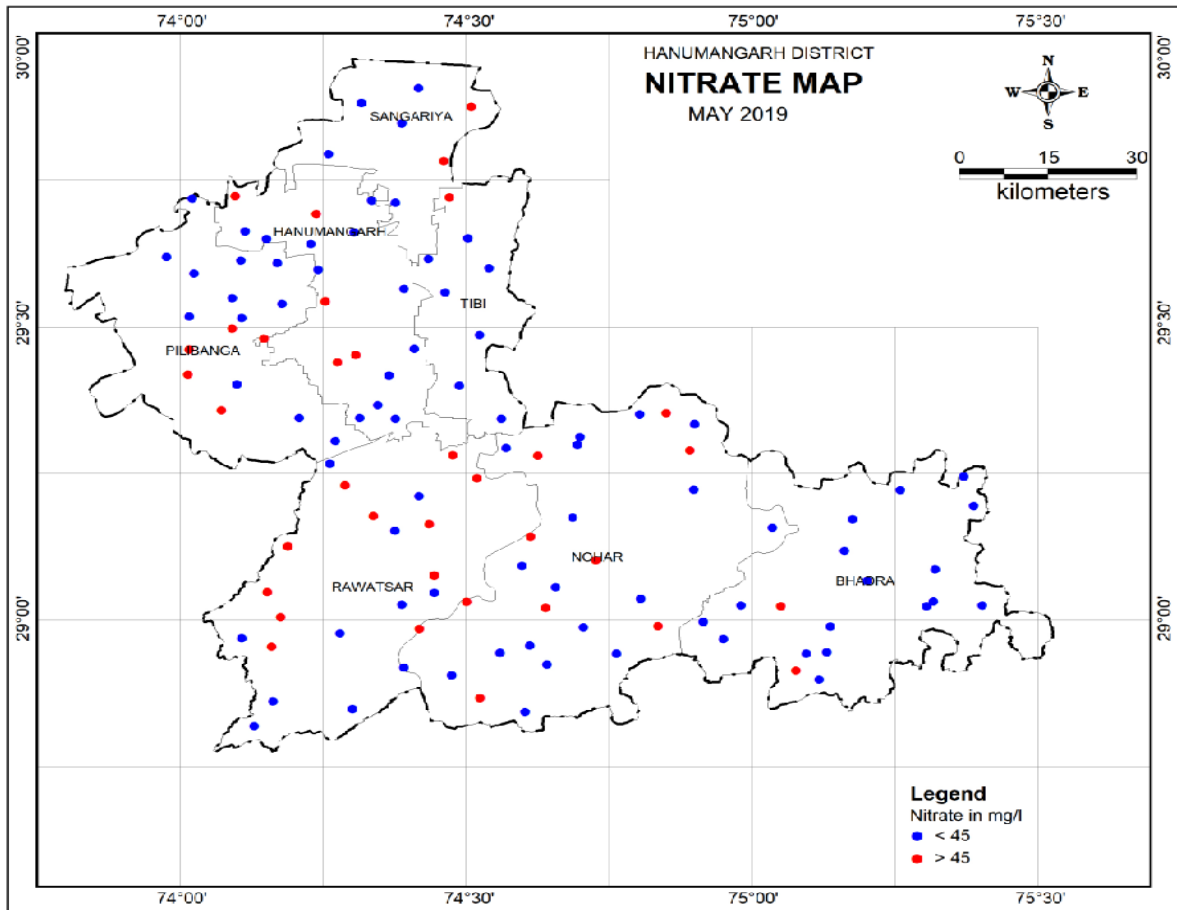 74°00' 74°30' 75°00' 75°30'
30°00' 30°00'
HANUMANGARH DISTRICT
NITRATE MAP
MAY 2019
N
W E
S
0 15 30
kilometers
SANGARIYA
HANUMANGARH
TIBI
29°30' 29°30'
PILIBANGA
NOHAR
BHADRA
RAWATSAR
29°00' 29°00'
Legend
Nitrate in mg/l
< 45
> 45
74°00' 74°30' 75°00' 75°30'